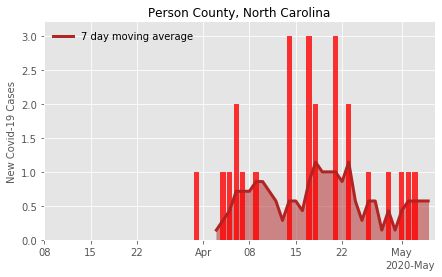 Person County, North Carolina
7 day moving average
New Covid-19 Cases
3.0
2.5
2.0
1.5
1.0
0.5
0.0
08 15 22 Apr 08 15 22 May
2020-May